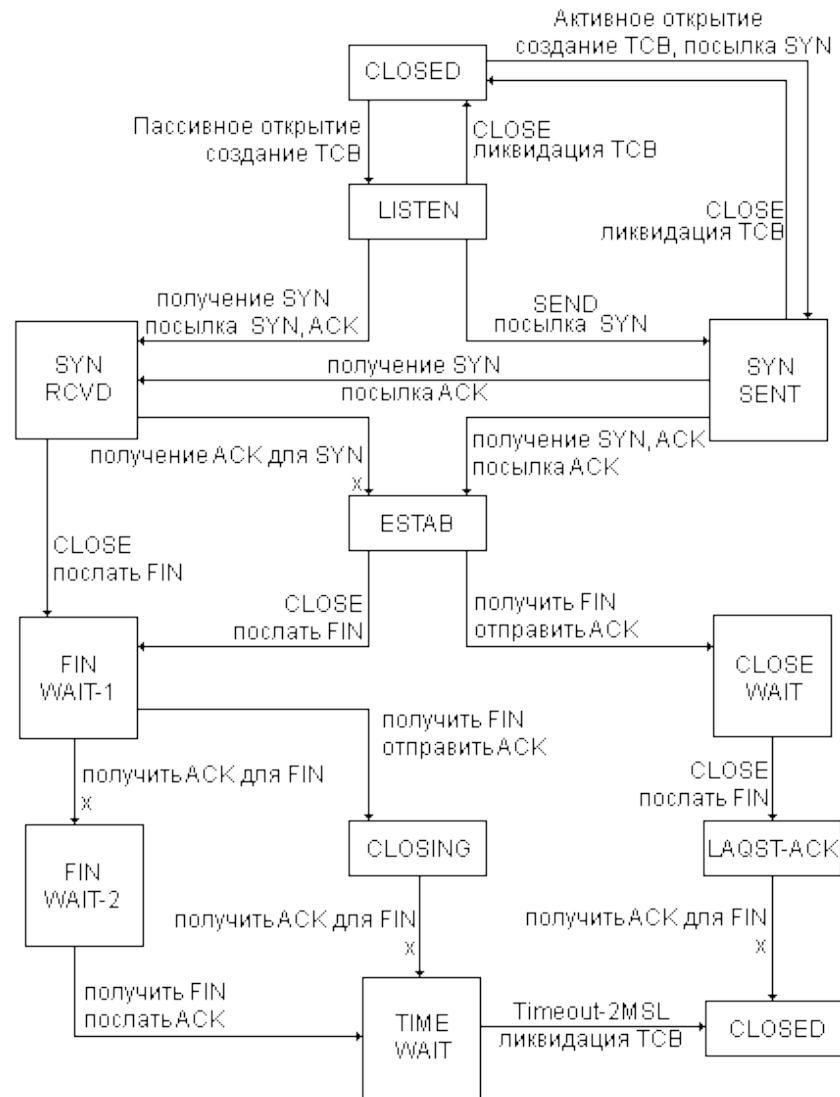 Активное открытие
создание TCB, посылка SYN
CLOSED
Пассивное открытие
создание TCB
CLOSE
ликвидация TCB
LISTEN
CLOSE
ликвидация TCB
получение SYN
посылка SYN, ACK
SEND
посылка SYN
SYN
RCVD
получение SYN
посылка ACK
SYN
SENT
получение ACK для SYN
x
получение SYN, ACK
посылка ACK
ESTAB
CLOSE
послать FIN
CLOSE
послать FIN
получить FIN
отправить ACK
FIN
WAIT-1
CLOSE
WAIT
получить FIN
отправить ACK
получить ACK для FIN
x
CLOSE
послать FIN
FIN
WAIT-2
CLOSING
LAQST-ACK
получить ACK для FIN
x
получить ACK для FIN
x
получить FIN
послать ACK
TIME
WAIT
Timeout-2MSL
ликвидация TCB
CLOSED